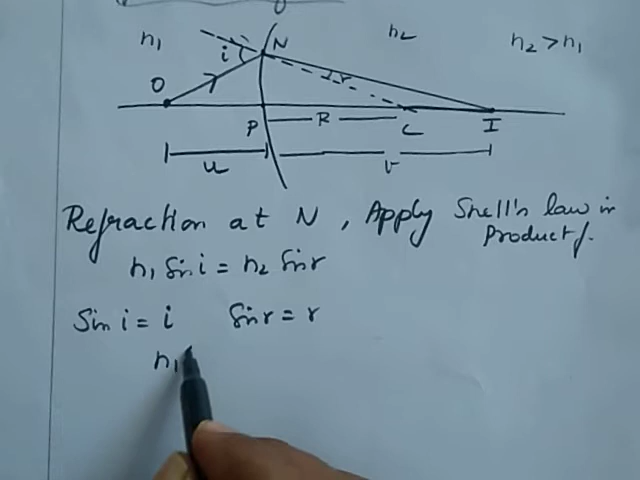 n₁ n₂ n₂ > n₁
N
i r
O
P R C I
u v
Refraction at N, Apply Snell's law in
Product f.
n₁ Sin i = n₂ Sin r
Sin i = i Sin r = r
n₁